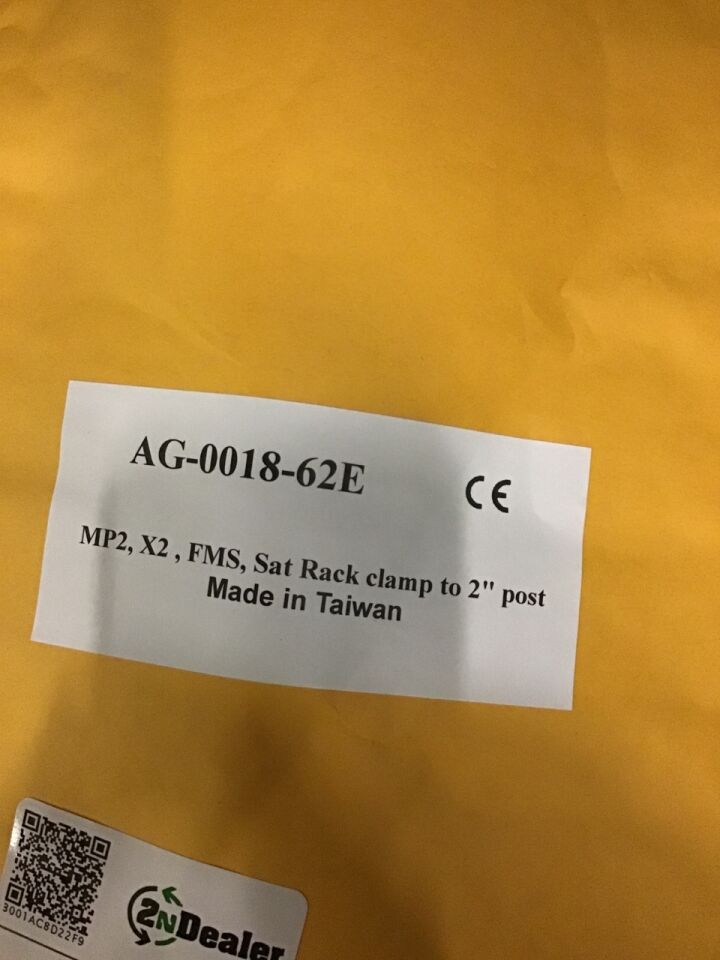 AG-0018-62E
CE
MP2, X2 , FMS, Sat Rack clamp to 2" post
Made in Taiwan
3001AC8D22F9
2NDealer